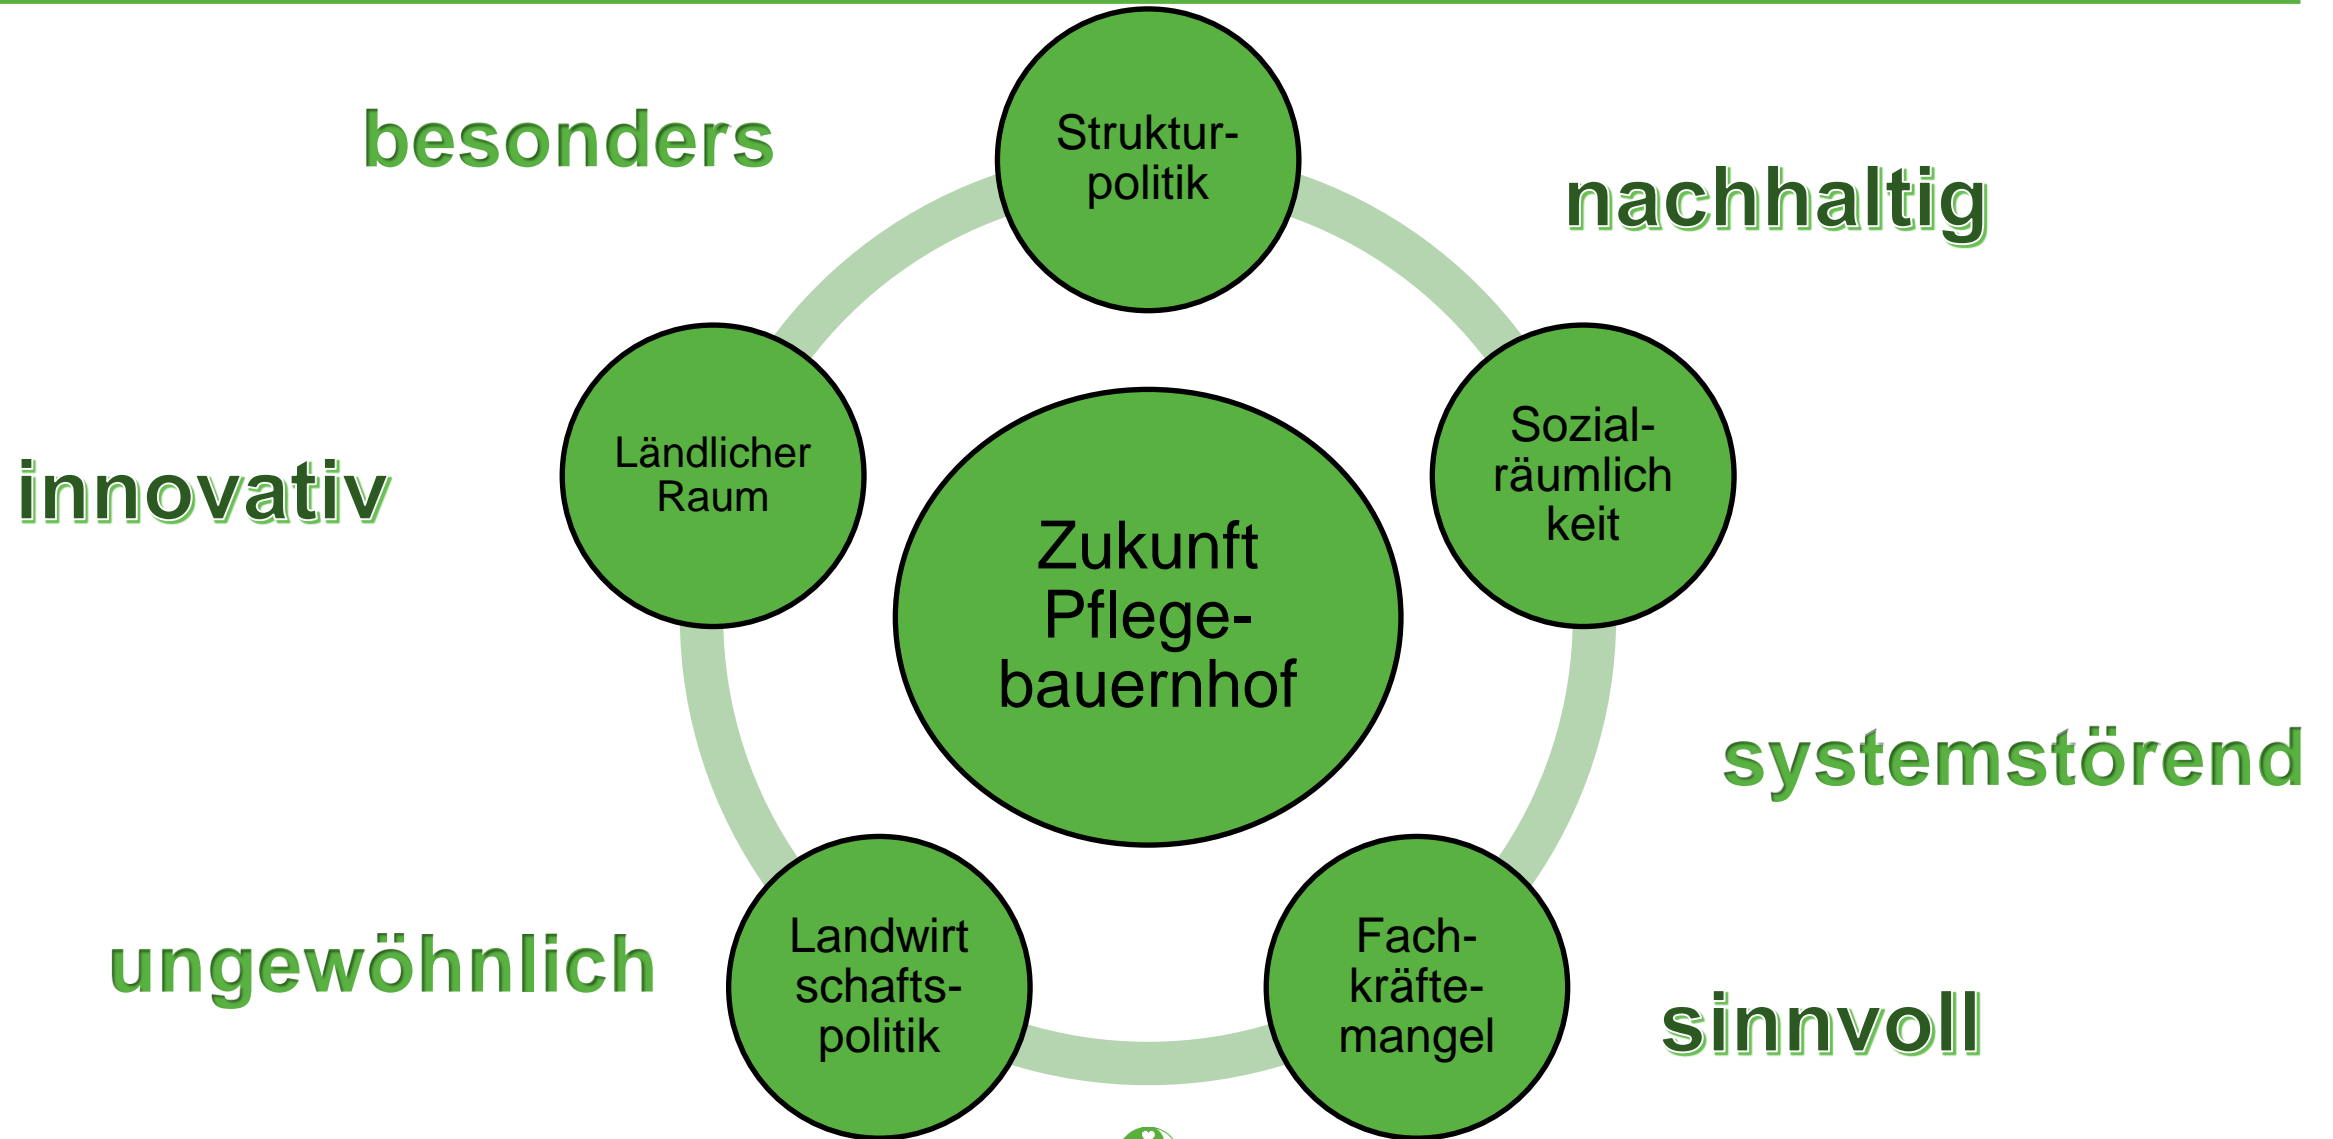 besonders
Struktur-
politik
nachhaltig
Ländlicher
Raum
Sozial-
räumlich
keit
innovativ
Zukunft
Pflege-
bauernhof
systemstörend
ungewöhnlich
Landwirt
schafts-
politik
Fach-
kräfte-
mangel
sinnvoll